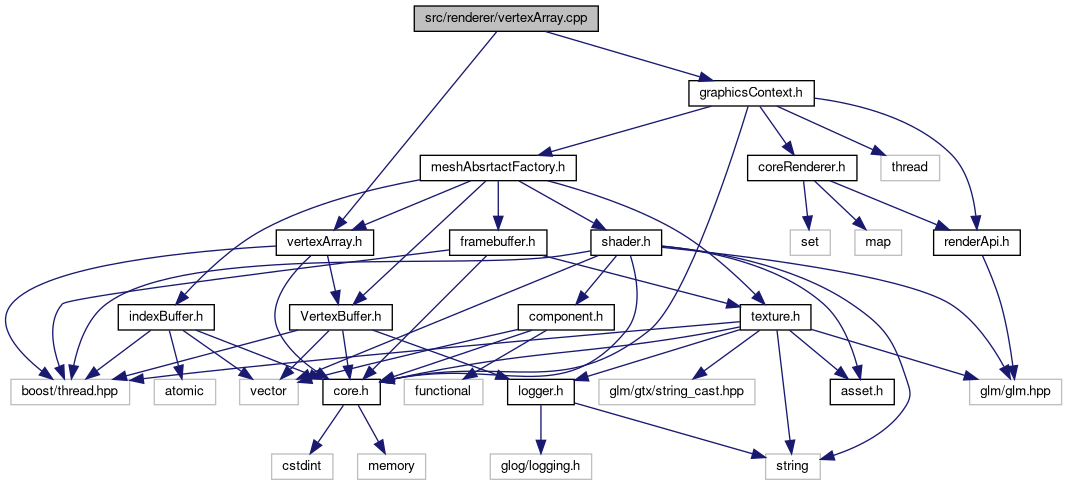 src/renderer/vertexArray.cpp
graphicsContext.h
meshAbsrtactFactory.h
coreRenderer.h
thread
vertexArray.h
framebuffer.h
shader.h
set
map
renderApi.h
indexBuffer.h
VertexBuffer.h
component.h
texture.h
boost/thread.hpp
atomic
vector
core.h
functional
logger.h
glm/gtx/string_cast.hpp
asset.h
glm/glm.hpp
cstdint
memory
glog/logging.h
string